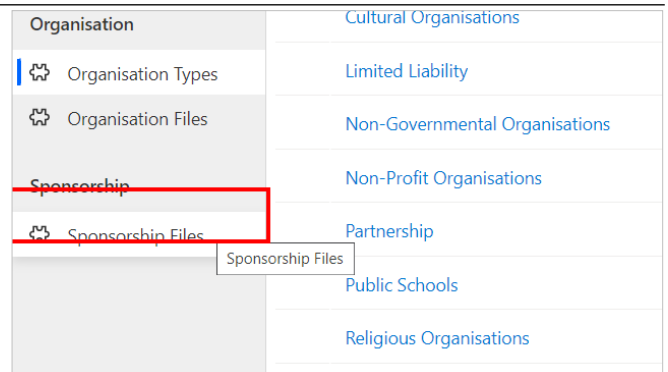 Organisation
Organisation Types
Organisation Files
Sponsorship
Sponsorship Files
Sponsorship Files
Cultural Organisations
Limited Liability
Non-Governmental Organisations
Non-Profit Organisations
Partnership
Public Schools
Religious Organisations